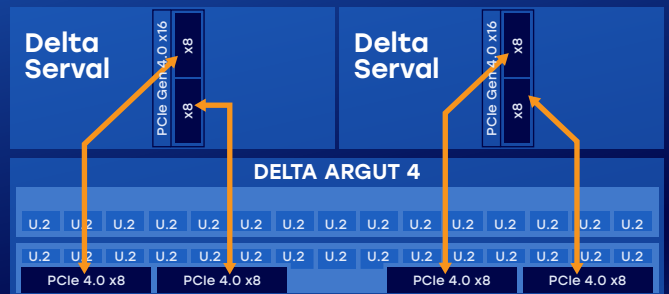 Delta
Serval
PCIe Gen 4.0 x16
x8
x8
Delta
Serval
PCIe Gen 4.0 x16
x8
x8
DELTA ARGUT 4
U.2 U.2 U.2 U.2 U.2 U.2 U.2 U.2 U.2 U.2 U.2 U.2 U.2 U.2 U.2
U.2 U.2 U.2 U.2 U.2 U.2 U.2 U.2 U.2 U.2 U.2 U.2 U.2 U.2 U.2
PCIe 4.0 x8 PCIe 4.0 x8 PCIe 4.0 x8 PCIe 4.0 x8